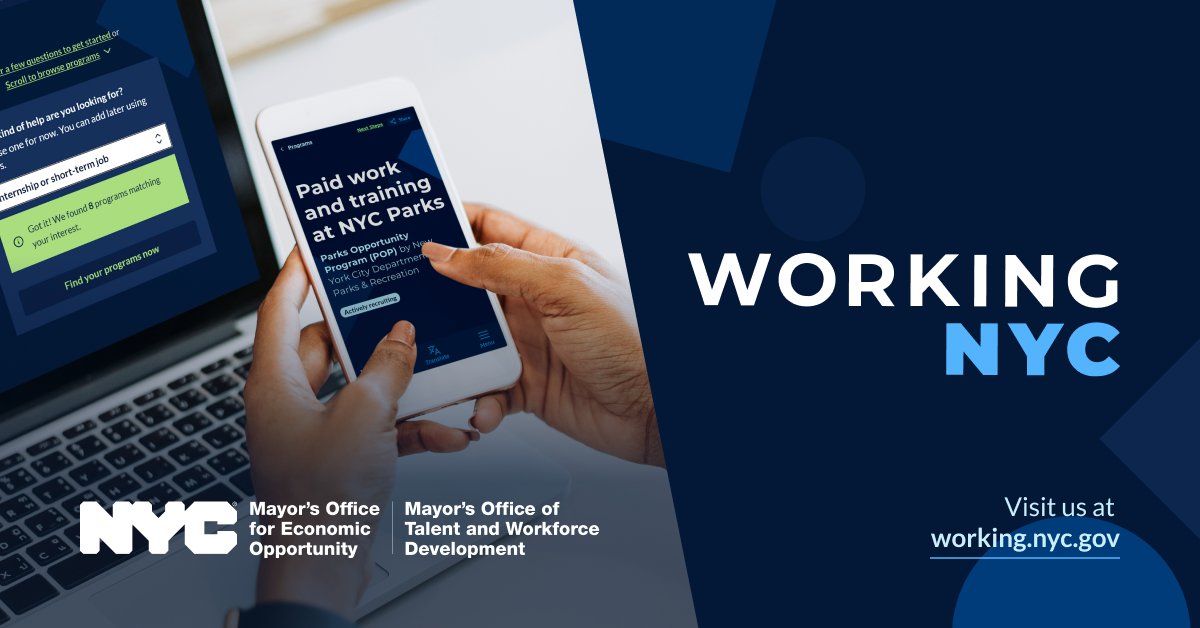 r a few questions to get started or
Scroll to browse programs
kind of help are you looking for?
se one for now. You can add later using
s.
nternship or short-term job
Got it! We found 8 programs matching
your interest.
Find your programs now
Programs
Next Steps
Share
Paid work
and training
at NYC Parks
Parks Opportunity
Program (POP) by New
York City Department
Parks & Recreation
Actively recruiting
Translate
Menu
WORKING
NYC
NYC
Mayor's Office
for Economic
Opportunity
Mayor's Office of
Talent and Workforce
Development
Visit us at
working.nyc.gov